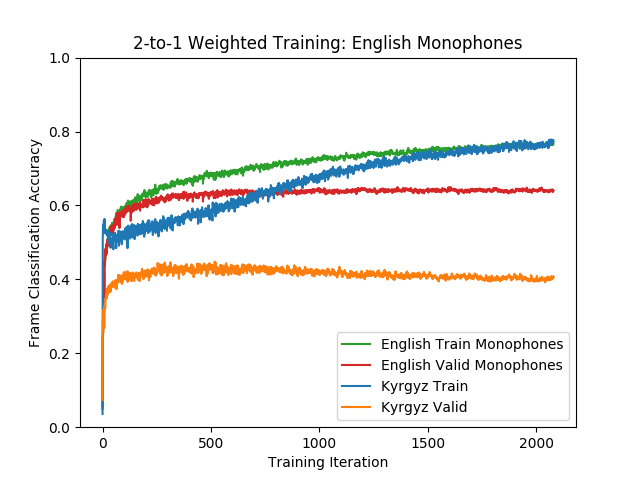 2-to-1 Weighted Training: English Monophones
1.0
0.8
0.6
0.4
0.2
0.0
Frame Classification Accuracy
English Train Monophones
English Valid Monophones
Kyrgyz Train
Kyrgyz Valid
0 500 1000 1500 2000
Training Iteration